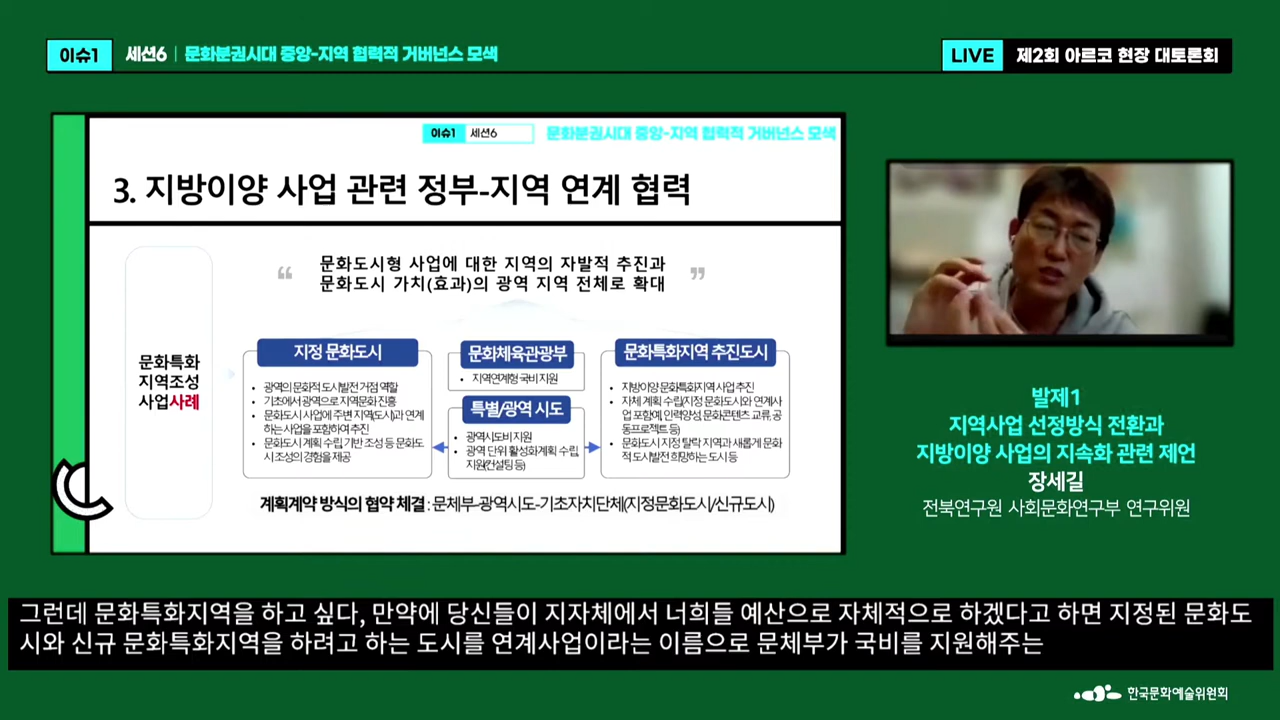 이슈1 세션6 | 문화분권시대 중앙-지역 협력적 거버넌스 모색
LIVE 제2회 아르코 현장 대토론회
이슈1 세션6 문화분권시대 중앙-지역 협력적 거버넌스 모색
3. 지방이양 사업 관련 정부-지역 연계 협력
문화특화
지역조성
사업사례
“ 문화도시형 사업에 대한 지역의 자발적 추진과 ”
문화도시 가치(효과)의 광역 지역 전체로 확대
지정 문화도시
• 광역의 문화적 도시발전 거점 역할
• 기초에서 광역으로 지역문화 진흥
• 문화도시 사업에 주변 지역(도시)과 연계
하는 사업을 포함하여 추진
• 문화도시 계획 수립, 기반 조성 등 문화도
시 조성의 경험을 제공
문화체육관광부
• 지역연계형 국비 지원
특별/광역 시도
• 광역시도비 지원
• 광역 단위 활성화계획 수립,
지원(컨설팅 등)
문화특화지역 추진도시
• 지방이양 문화특화지역 사업 추진
• 자체 계획 수립(지정 문화도시와 연계사
업 포함에, 인력양성, 문화콘텐츠 교류, 공
동프로젝트 등)
• 문화도시 지정 탈락 지역과 새롭게 문화
적 도시발전 희망하는 도시 등
계획계약 방식의 협약 체결 : 문체부-광역시도-기초자치단체(지정문화도시/신규도시)
발제1
지역사업 선정방식 전환과
지방이양 사업의 지속화 관련 제언
장세길
전북연구원 사회문화연구부 연구위원
그런데 문화특화지역을 하고 싶다, 만약에 당신들이 지자체에서 너희들 예산으로 자체적으로 하겠다고 하면 지정된 문화도
시와 신규 문화특화지역을 하려고 하는 도시를 연계사업이라는 이름으로 문체부가 국비를 지원해주는
한국문화예술위원회